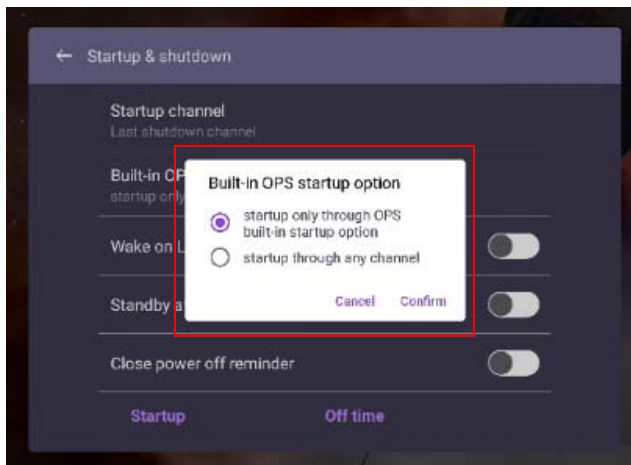 ← Startup & shutdown
Startup channel
Last shutdown channel
Built-in OP
startup only
Built-in OPS startup option
startup only through OPS
built-in startup option
startup through any channel
Cancel Confirm
Wake on L
Standby a
Close power off reminder
Startup Off time